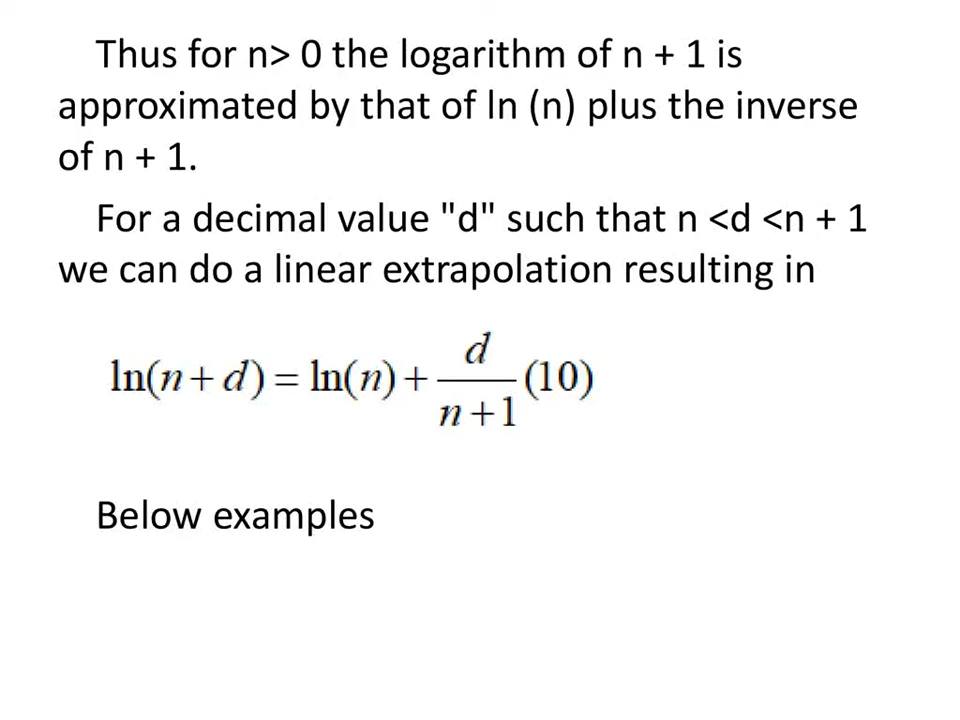 Thus for n> 0 the logarithm of n + 1 is
approximated by that of ln (n) plus the inverse
of n + 1.
For a decimal value "d" such that n <d <n + 1
we can do a linear extrapolation resulting in
ln(n + d) = ln(n) + d/(n + 1) (10)
Below examples